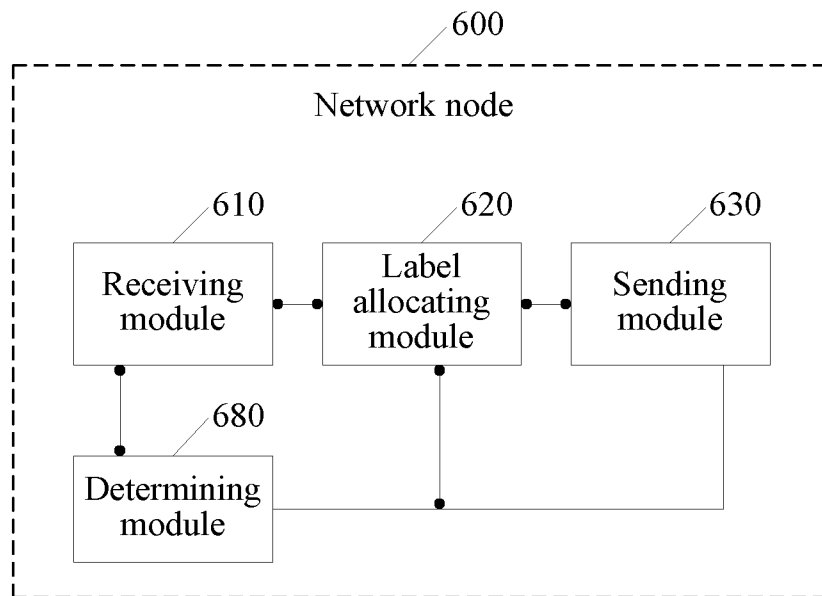 600
Network node
610
620
630
Receiving
module
Label
allocating
module
Sending
module
680
Determining
module